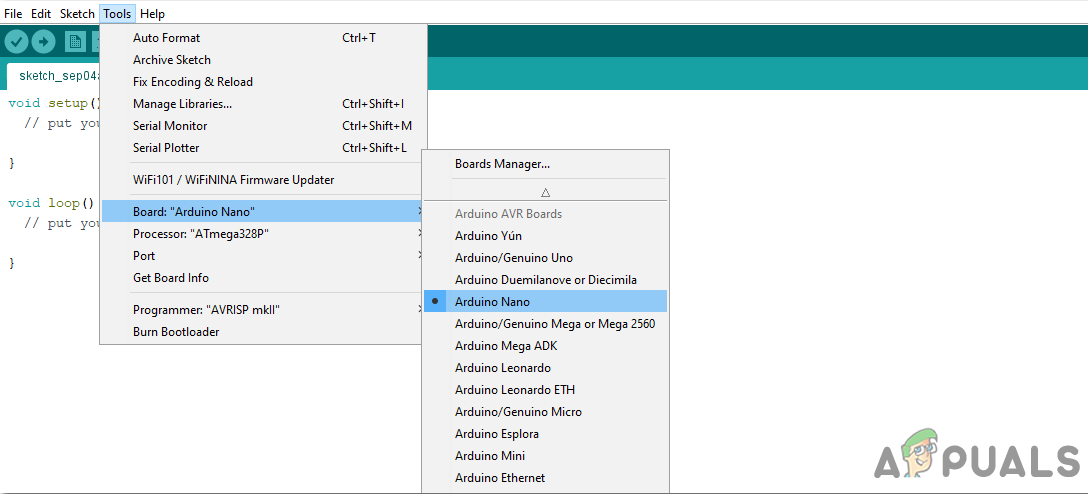 File Edit Sketch Tools Help
sketch_sep04a
void setup()
// put you
}
void loop()
// put you
}
Auto Format Ctrl+T
Archive Sketch
Fix Encoding & Reload
Manage Libraries... Ctrl+Shift+I
Serial Monitor Ctrl+Shift+M
Serial Plotter Ctrl+Shift+L
WiFi101 / WiFiNINA Firmware Updater
Board: "Arduino Nano"
Processor: "ATmega328P"
Port
Get Board Info
Programmer: "AVRISP mkII"
Burn Bootloader
Boards Manager...
Arduino AVR Boards
Arduino Yún
Arduino/Genuino Uno
Arduino Duemilanove or Diecimila
Arduino Nano
Arduino/Genuino Mega or Mega 2560
Arduino Mega ADK
Arduino Leonardo
Arduino Leonardo ETH
Arduino/Genuino Micro
Arduino Esplora
Arduino Mini
Arduino Ethernet
APPUALS